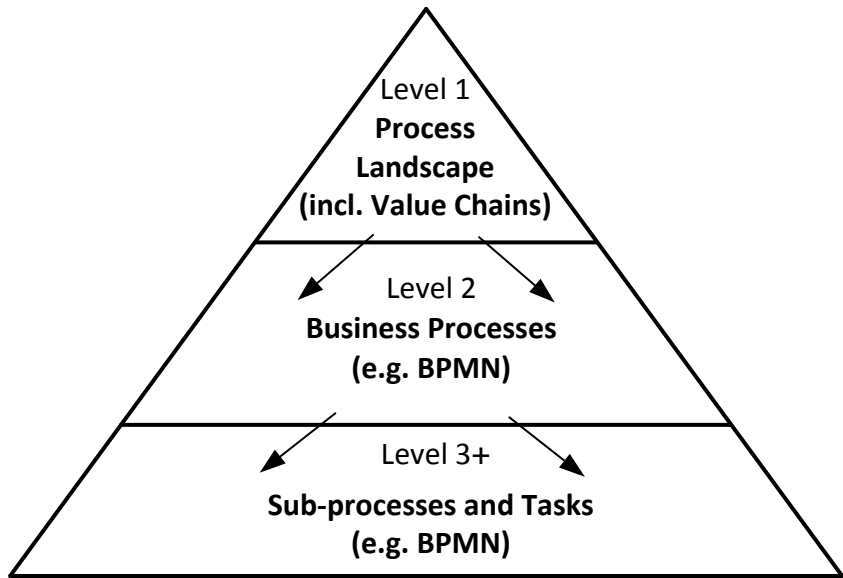 Level 1
Process
Landscape
(incl. Value Chains)
Level 2
Business Processes
(e.g. BPMN)
Level 3+
Sub-processes and Tasks
(e.g. BPMN)